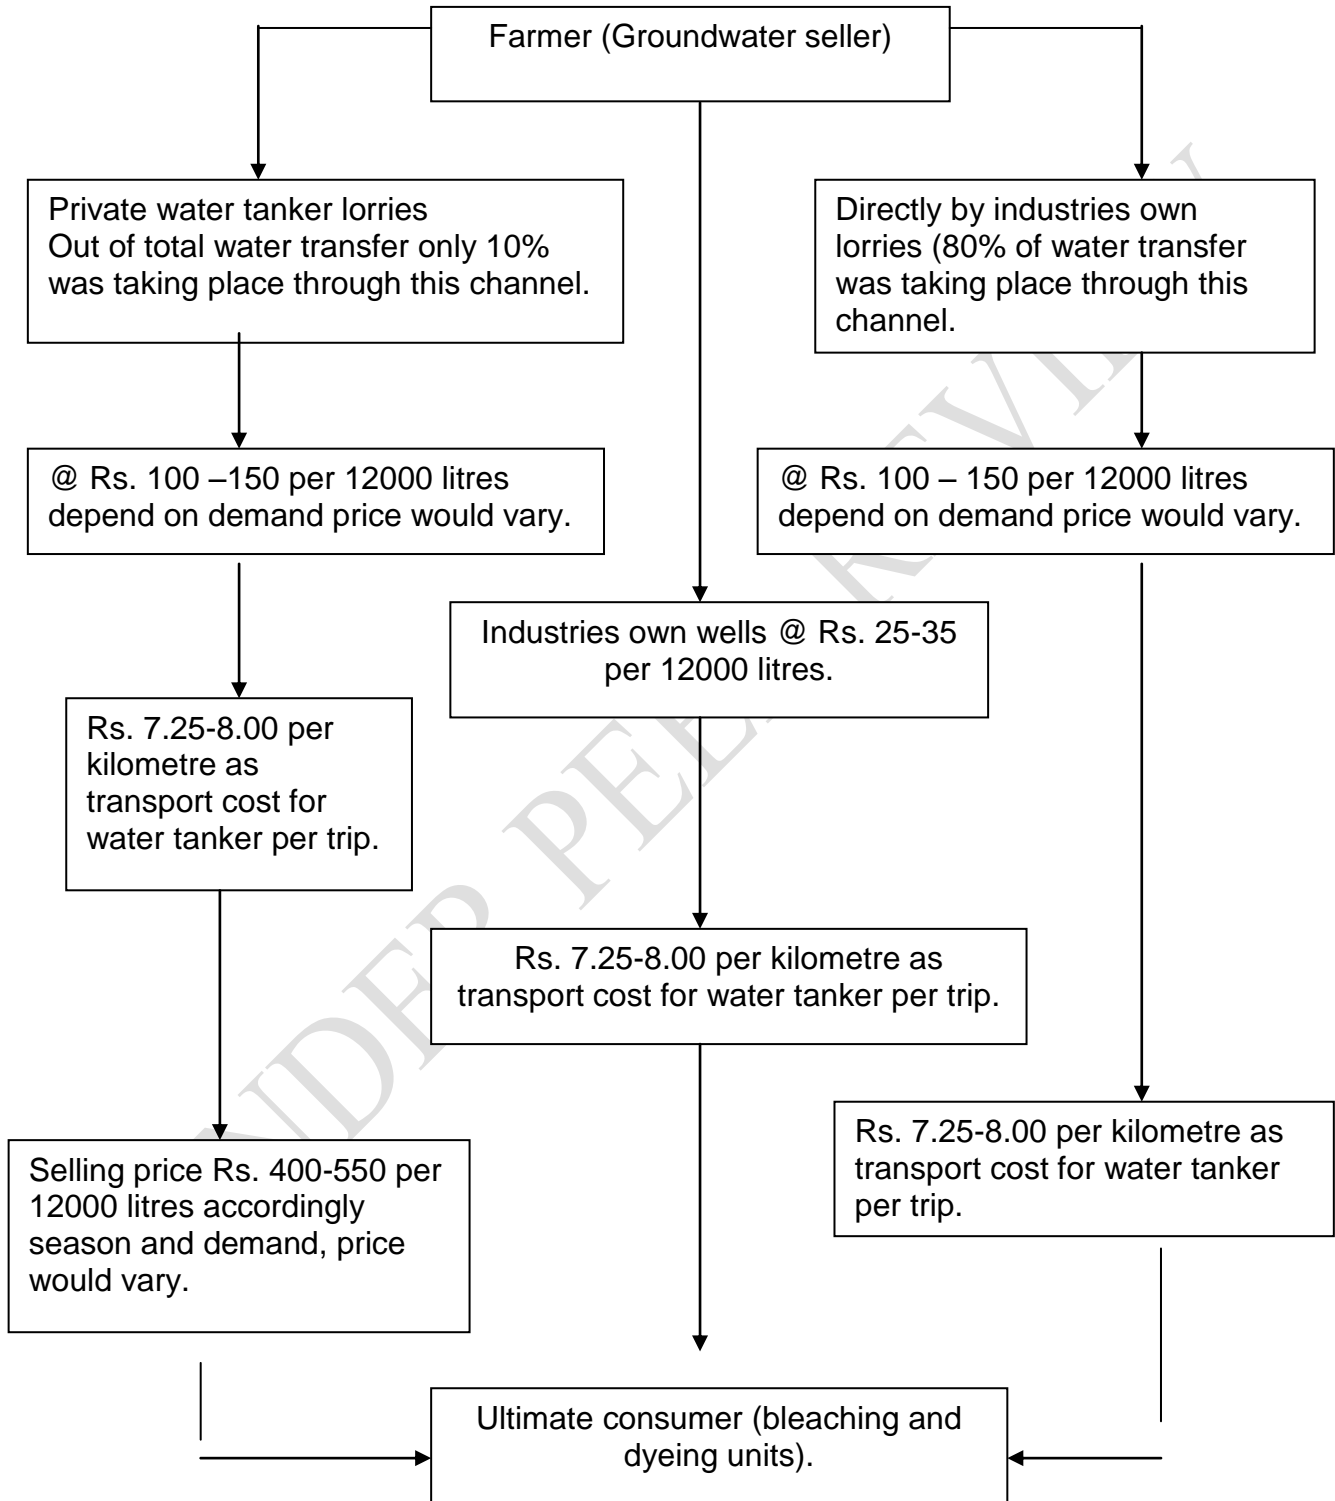 Farmer (Groundwater seller)
Private water tanker lorries
Out of total water transfer only 10%
was taking place through this channel.
Directly by industries own
lorries (80% of water transfer
was taking place through this
channel.
@ Rs. 100 –150 per 12000 litres
depend on demand price would vary.
@ Rs. 100 – 150 per 12000 litres
depend on demand price would vary.
Industries own wells @ Rs. 25-35
per 12000 litres.
Rs. 7.25-8.00 per
kilometre as
transport cost for
water tanker per trip.
Rs. 7.25-8.00 per kilometre as
transport cost for water tanker per trip.
Rs. 7.25-8.00 per kilometre as
transport cost for water tanker
per trip.
Selling price Rs. 400-550 per
12000 litres accordingly
season and demand, price
would vary.
Ultimate consumer (bleaching and
dyeing units).